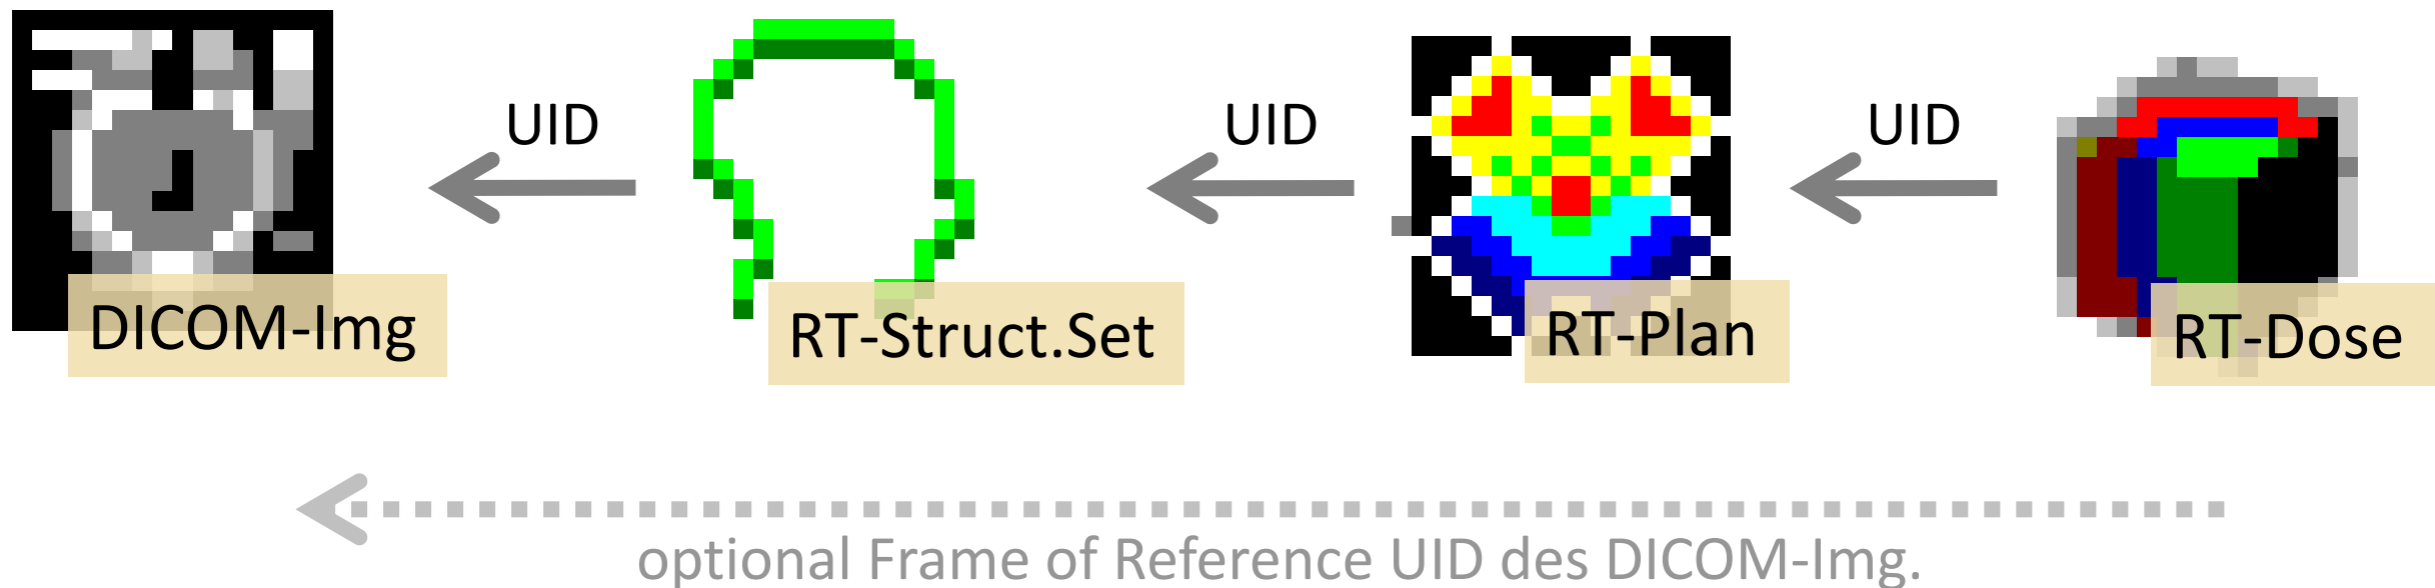 UID
UID
UID
DICOM-Img
RT-Struct.Set
RT-Plan
RT-Dose
optional Frame of Reference UID des DICOM-Img.